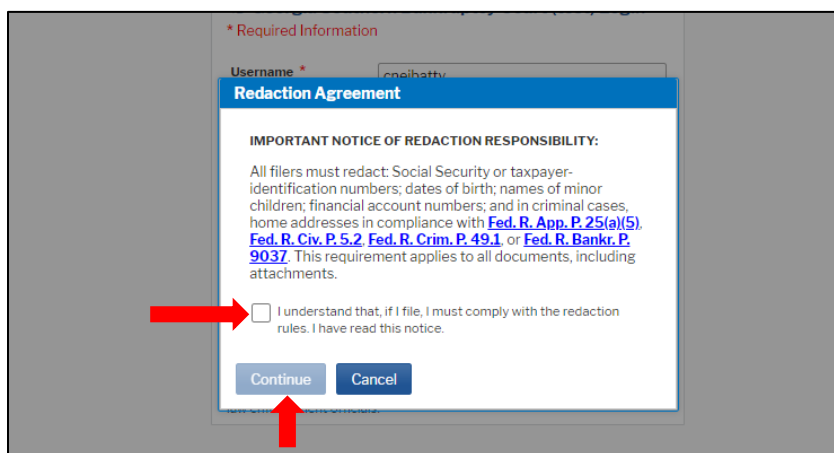 * Required Information
Username *
Redaction Agreement
IMPORTANT NOTICE OF REDACTION RESPONSIBILITY:
All filers must redact: Social Security or taxpayer-
identification numbers; dates of birth; names of minor
children; financial account numbers; and in criminal cases,
home addresses in compliance with Fed. R. App. P. 25(a)(5),
Fed. R. Civ. P. 5.2, Fed. R. Crim. P. 49.1, or Fed. R. Bankr. P.
9037. This requirement applies to all documents, including
attachments.
I understand that, if I file, I must comply with the redaction
rules. I have read this notice.
Continue Cancel
officials.